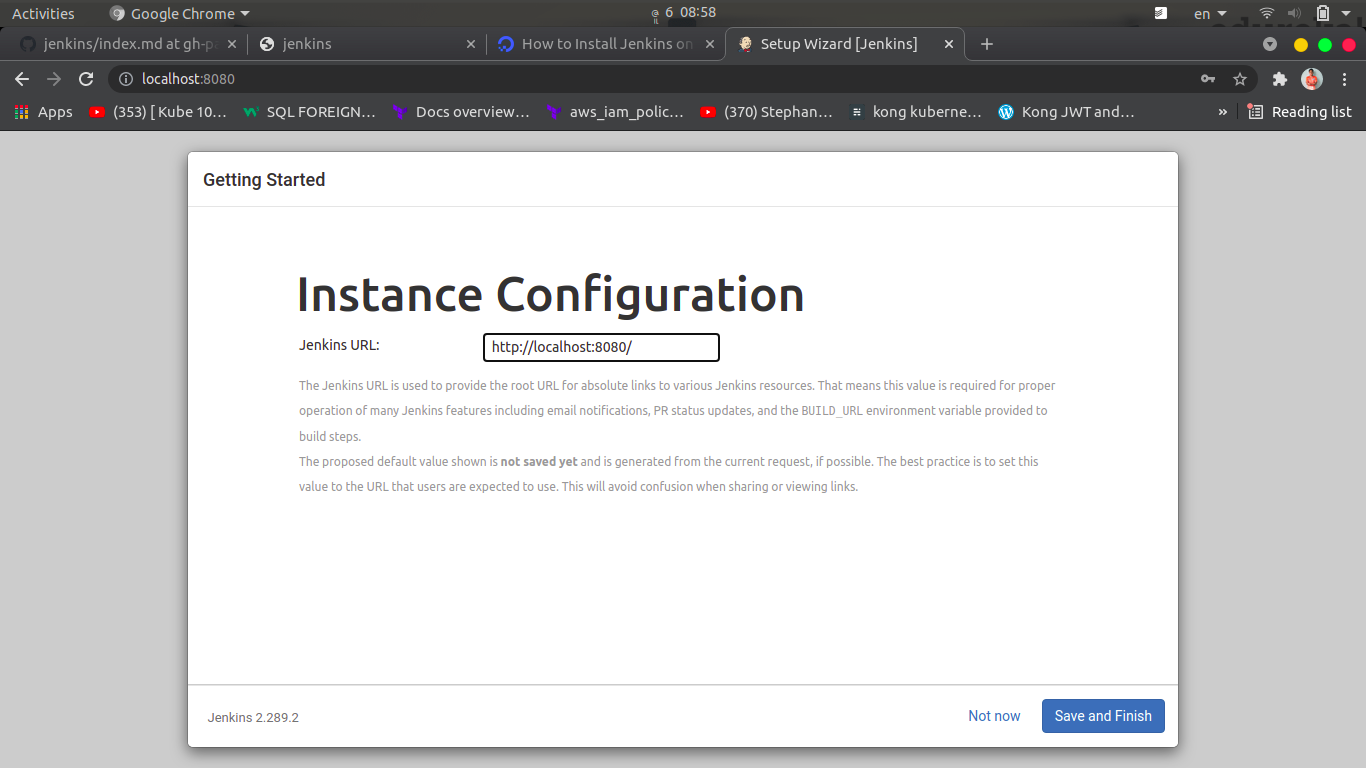 Activities
Google Chrome
6 08:58
en
jenkins/index.md at gh-pa
jenkins
How to Install Jenkins on
Setup Wizard [Jenkins]
localhost:8080
Apps
(353) [ Kube 10...
SQL FOREIGN...
Docs overview...
aws_iam_polic...
(370) Stephan...
kong kuberne...
Kong JWT and...
»
Reading list
Getting Started
Instance Configuration
Jenkins URL:
http://localhost:8080/
The Jenkins URL is used to provide the root URL for absolute links to various Jenkins resources. That means this value is required for proper
operation of many Jenkins features including email notifications, PR status updates, and the BUILD_URL environment variable provided to
build steps.
The proposed default value shown is not saved yet and is generated from the current request, if possible. The best practice is to set this
value to the URL that users are expected to use. This will avoid confusion when sharing or viewing links.
Jenkins 2.289.2
Not now
Save and Finish